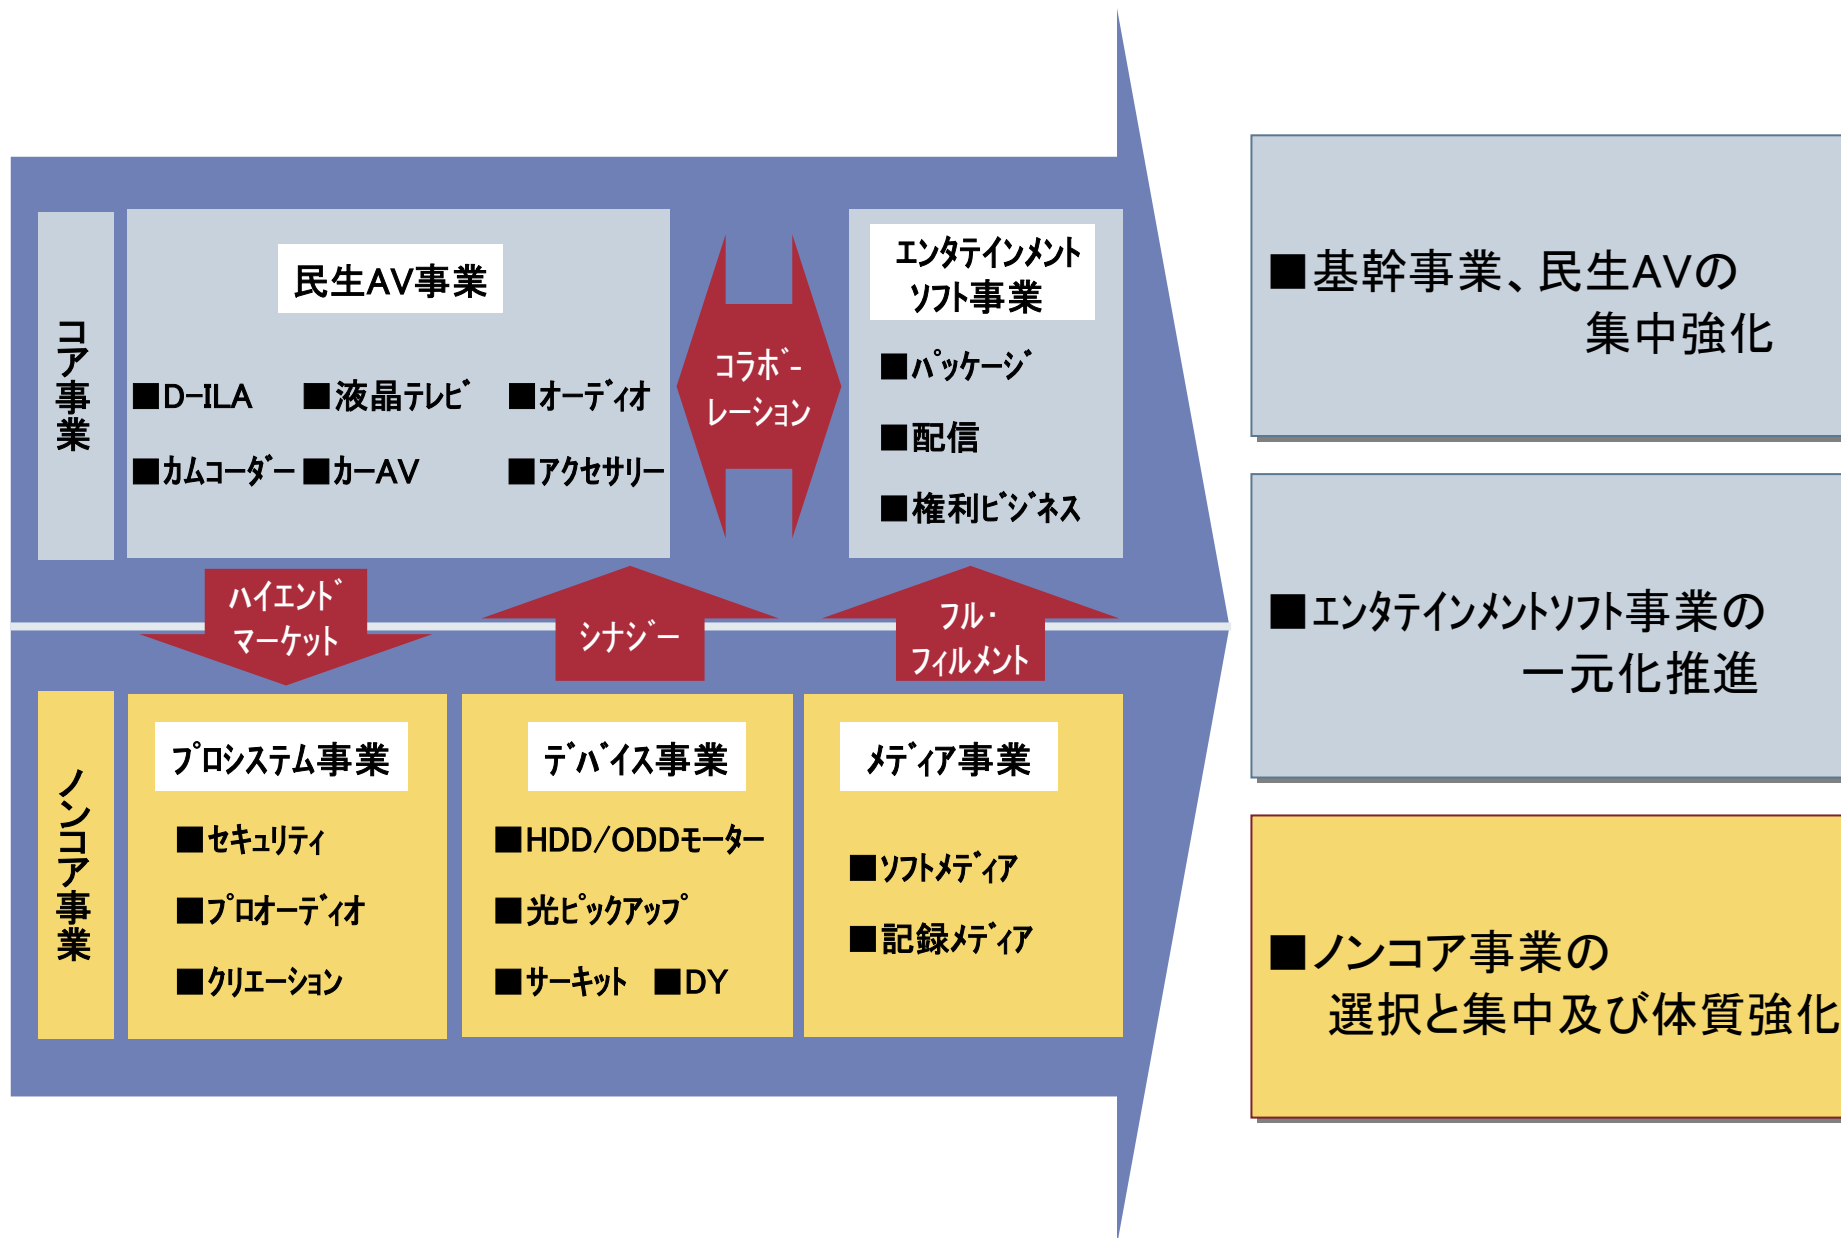 コア事業
民生AV事業
■D-ILA ■液晶テレビ ■オーディオ
■カムコーダー ■カーAV ■アクセサリー
コラボ-
レーション
エンタテインメント
ソフト事業
■パッケージ
■配信
■権利ビジネス
ハイエンド
マーケット
シナジー
フル・
フィルメント
ノンコア事業
プロシステム事業
■セキュリティ
■プロオーディオ
■クリエーション
デバイス事業
■HDD/ODDモーター
■光ピックアップ
■サーキット ■DY
メディア事業
■ソフトメディア
■記録メディア
■基幹事業、民生AVの
集中強化
■エンタテインメントソフト事業の
一元化推進
■ノンコア事業の
選択と集中及び体質強化